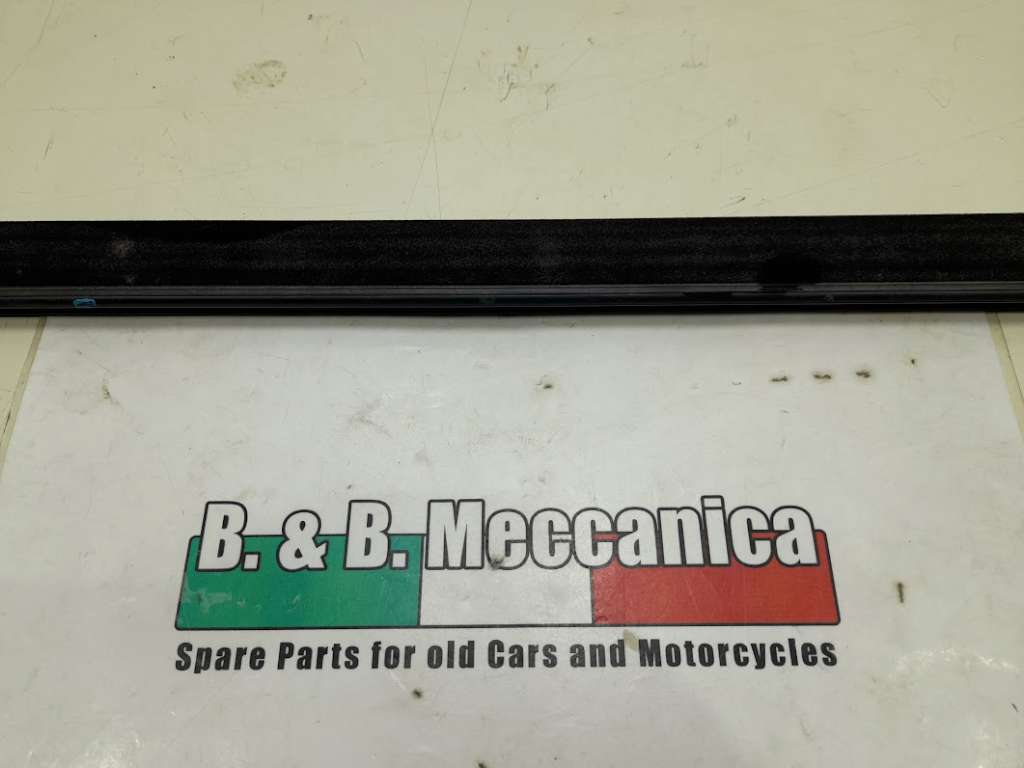 B. & B. Meccanica
Spare Parts for old Cars and Motorcycles